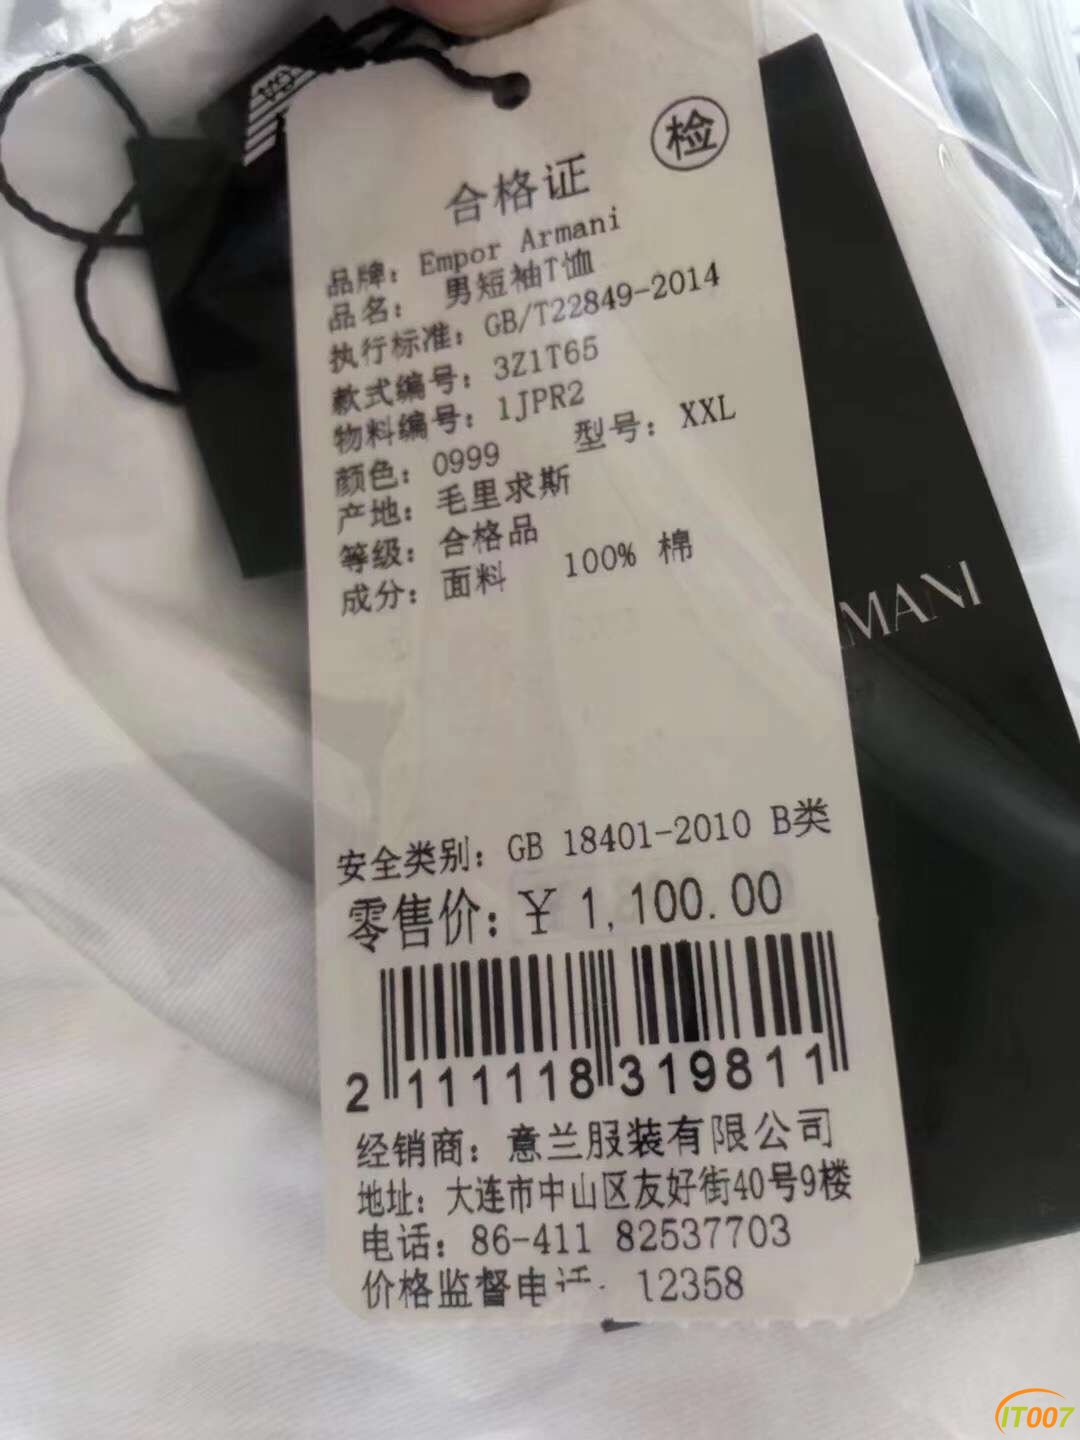 检
合格证
品牌: Empor Armani
品名: 男短袖T恤
执行标准: GB/T22849-2014
款式编号: 3Z1T65
物料编号: 1JPR2
颜色: 0999 型号: XXL
产地: 毛里求斯
等级: 合格品
成分: 面料 100% 棉
MANI
安全类别: GB 18401-2010 B类
零售价: ¥ 1,100.00
2 111118 319811
经销商: 意兰服装有限公司
地址: 大连市中山区友好街40号9楼
电话: 86-411 82537703
价格监督电话: 12358
IT007